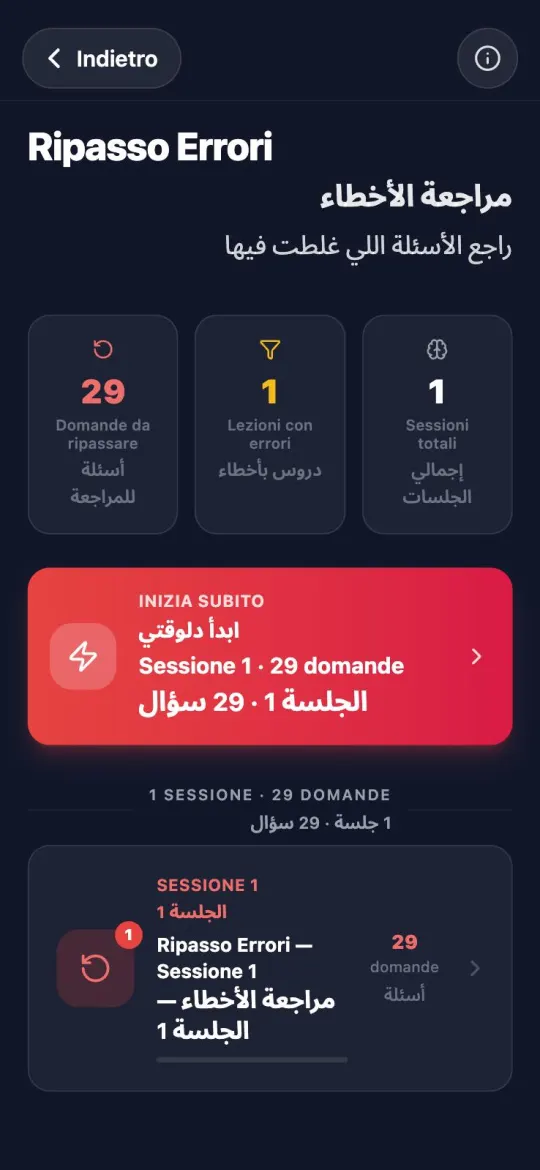 Indietro
Ripasso Errori
مراجعة الأخطاء
راجع الأسئلة اللي غلطت فيها
29
Domande da
ripassare
أسئلة
للمراجعة
1
Lezioni con
errori
دروس بأخطاء
1
Sessioni
totali
إجمالي
الجلسات
INIZIA SUBITO
ابدأ دلوقتي
Sessione 1 · 29 domande
الجلسة 1 · 29 سؤال
1 SESSIONE · 29 DOMANDE
1 جلسة · 29 سؤال
1
SESSIONE 1
الجلسة 1
Ripasso Errori —
Sessione 1
مراجعة الأخطاء —
الجلسة 1
29
domande
أسئلة